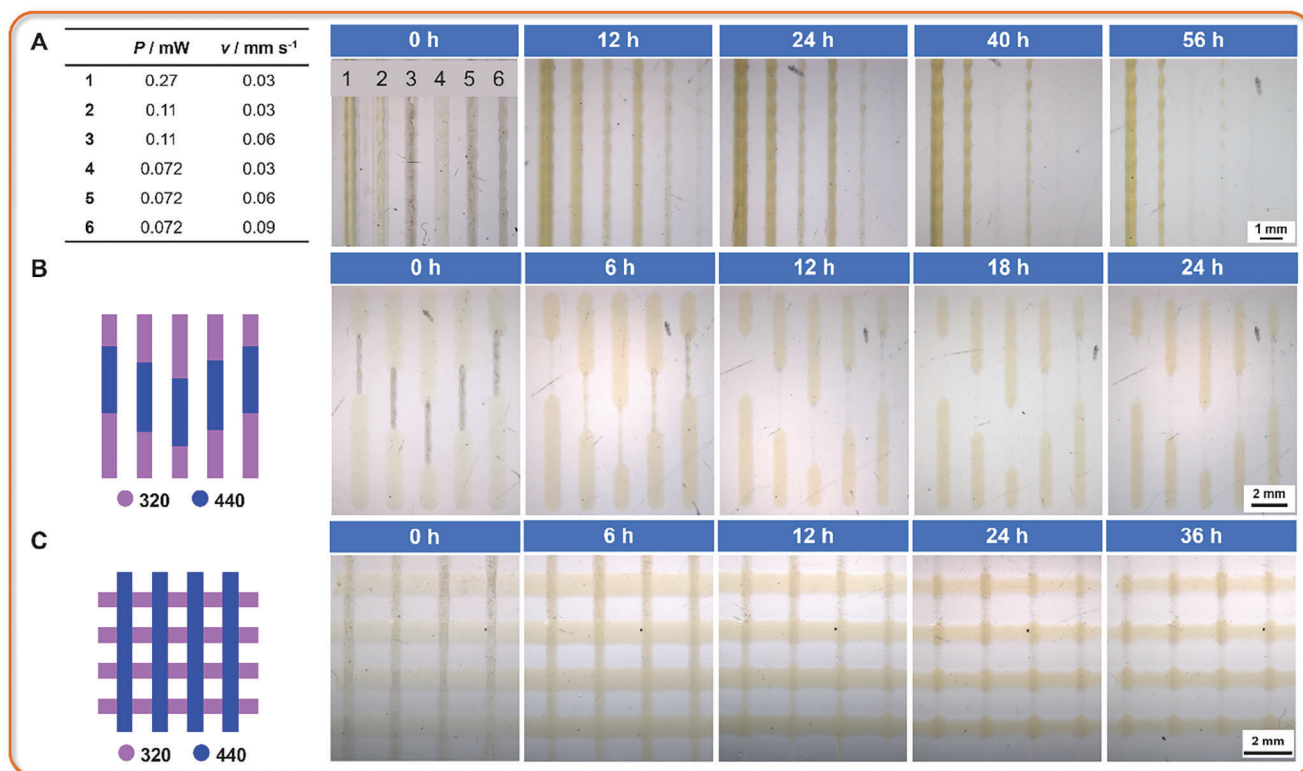 A
P / mW v / mm s⁻¹
1 0.27 0.03
2 0.11 0.03
3 0.11 0.06
4 0.072 0.03
5 0.072 0.06
6 0.072 0.09
0 h 12 h 24 h 40 h 56 h
1 2 3 4 5 6
1 mm
B
0 h 6 h 12 h 18 h 24 h
320 440
2 mm
C
0 h 6 h 12 h 24 h 36 h
320 440
2 mm